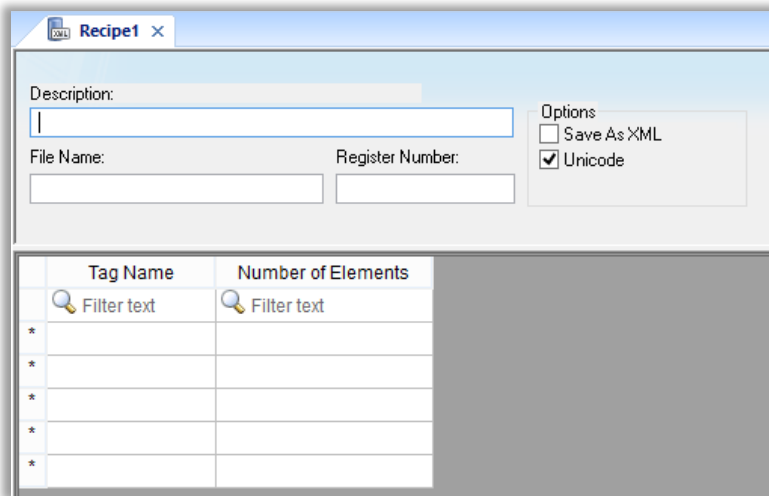 XML Recipe1
Description:
Options
Save As XML
File Name:
Register Number:
Unicode
Tag Name
Number of Elements
Filter text
Filter text
*
*
*
*
*